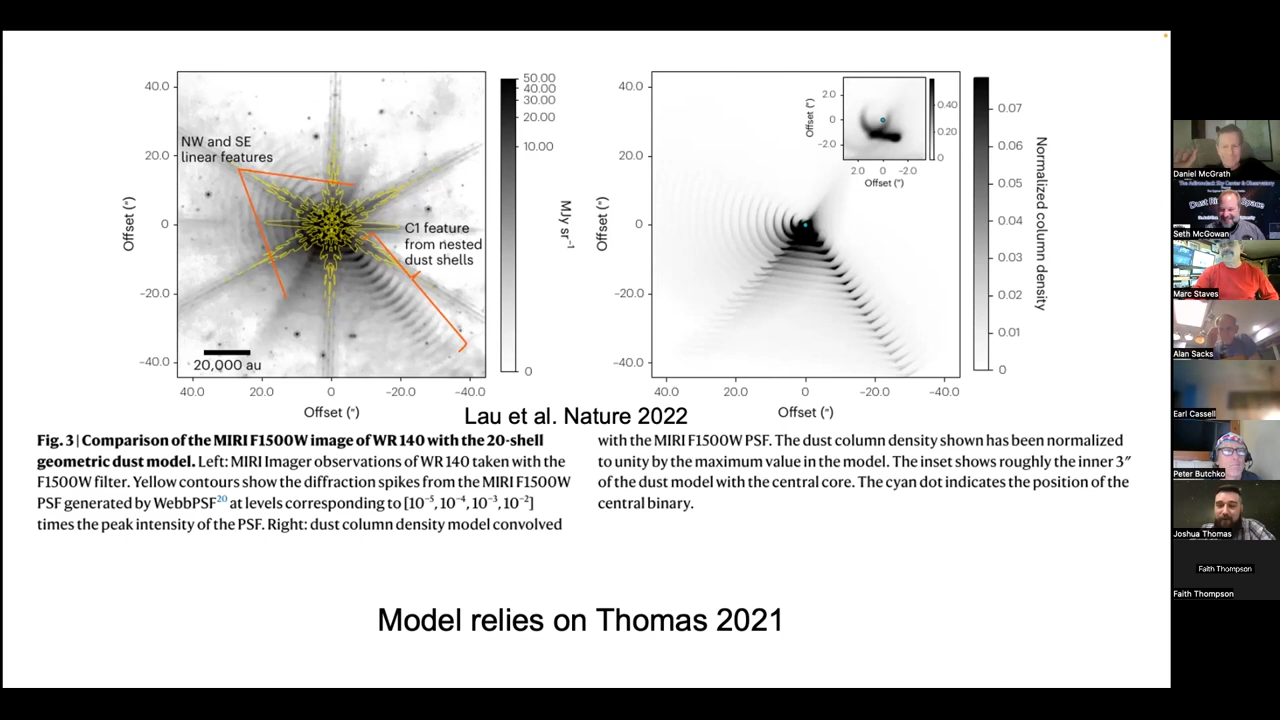 40.0
20.0
0
−20.0
−40.0
Offset (″)
40.0
20.0
0
−20.0
−40.0
Offset (″)
NW and SE
linear features
C1 feature
from nested
dust shells
20,000 au
50.00
40.00
30.00
20.00
10.00
0
MJy sr⁻¹
40.0
20.0
0
−20.0
−40.0
Offset (″)
40.0
20.0
0
−20.0
−40.0
Offset (″)
2.0
0
−2.0
Offset (″)
2.0
0
−2.0
Offset (″)
0.40
0.20
0
0.07
0.06
0.05
0.04
0.03
0.02
0.01
0
Normalized column density
Lau et al. Nature 2022
Fig. 3 | Comparison of the MIRI F1500W image of WR 140 with the 20-shell
geometric dust model. Left: MIRI Imager observations of WR 140 taken with the
F1500W filter. Yellow contours show the diffraction spikes from the MIRI F1500W
PSF generated by WebbPSF²⁰ at levels corresponding to [10⁻⁵, 10⁻⁴, 10⁻³, 10⁻²]
times the peak intensity of the PSF. Right: dust column density model convolved
with the MIRI F1500W PSF. The dust column density shown has been normalized
to unity by the maximum value in the model. The inset shows roughly the inner 3″
of the dust model with the central core. The cyan dot indicates the position of the
central binary.
Model relies on Thomas 2021
Daniel McGrath
The Adirondack Sky Center & Observatory
Seth McGowan
Marc Staves
Alan Sacks
Earl Cassell
Peter Butchko
Joshua Thomas
Faith Thompson
Faith Thompson